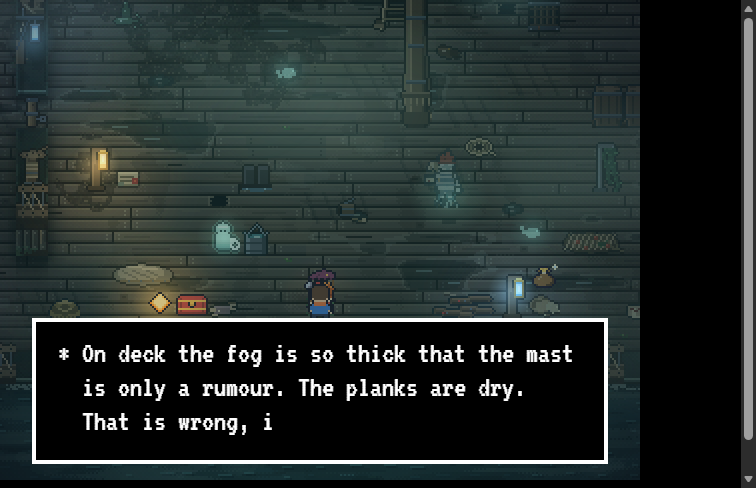 * On deck the fog is so thick that the mast
is only a rumour. The planks are dry.
That is wrong, i